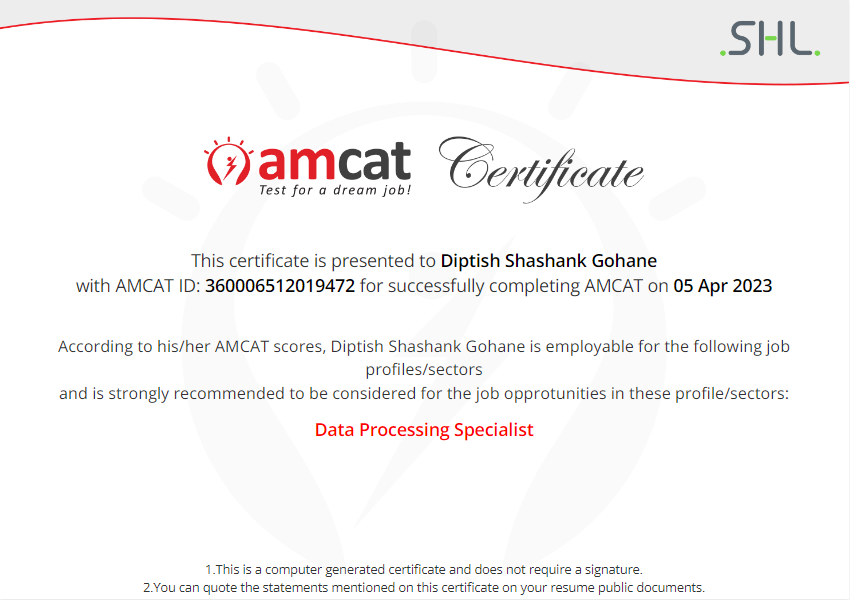 .SHL.
amcat Certificate
Test for a dream job!
This certificate is presented to Diptish Shashank Gohane
with AMCAT ID: 360006512019472 for successfully completing AMCAT on 05 Apr 2023
According to his/her AMCAT scores, Diptish Shashank Gohane is employable for the following job
profiles/sectors
and is strongly recommended to be considered for the job opprotunities in these profile/sectors:
Data Processing Specialist
1.This is a computer generated certificate and does not require a signature.
2.You can quote the statements mentioned on this certificate on your resume public documents.